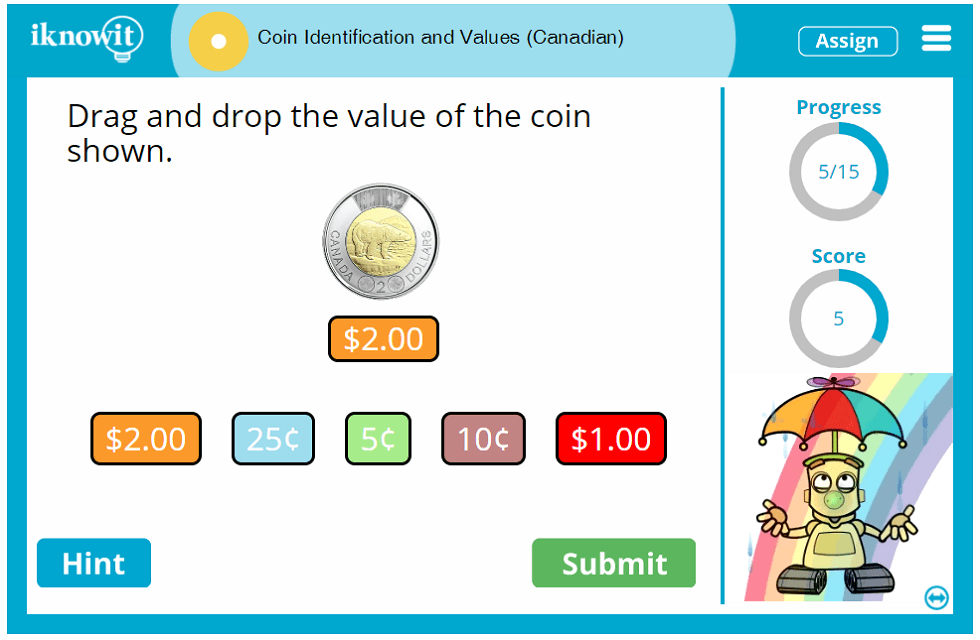 iknowit
Coin Identification and Values (Canadian)
Assign
Drag and drop the value of the coin
shown.
CANADA 2 DOLLARS
$2.00
$2.00 25¢ 5¢ 10¢ $1.00
Hint
Submit
Progress
5/15
Score
5